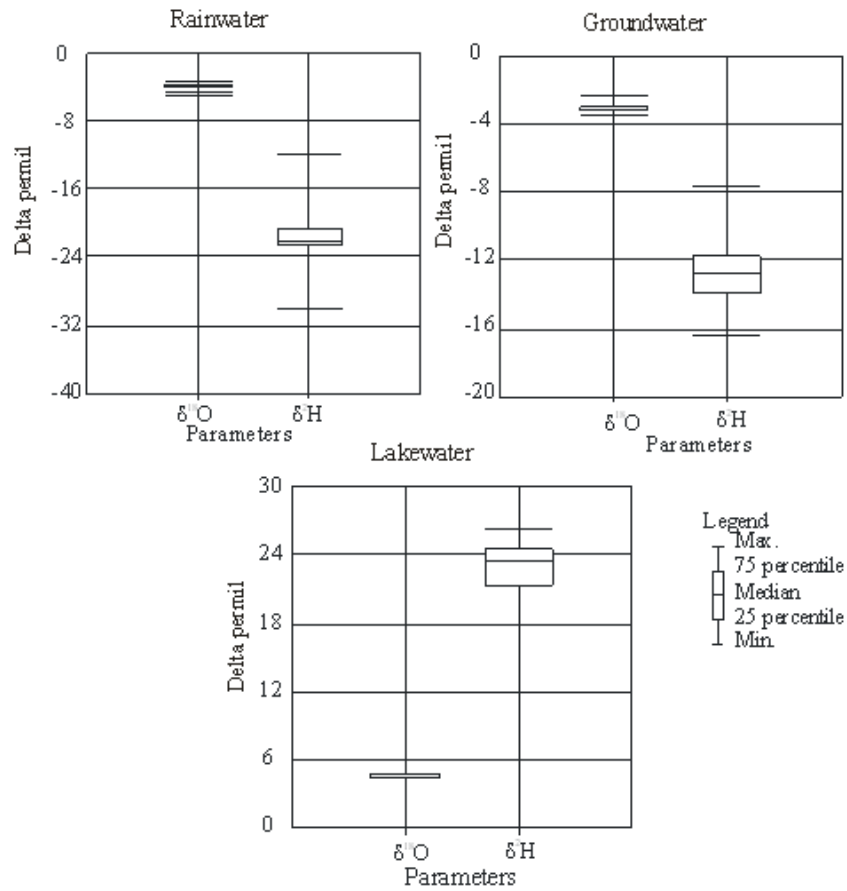 Rainwater
0
-8
-16
-24
-32
-40
Delta permil
δ¹⁸O
δ²H
Parameters
Groundwater
0
-4
-8
-12
-16
-20
Delta permil
δ¹⁸O
δ²H
Parameters
Lakewater
30
24
18
12
6
0
Delta permil
δ¹⁸O
δ²H
Parameters
Legend
Max.
75 percentile
Median
25 percentile
Min.